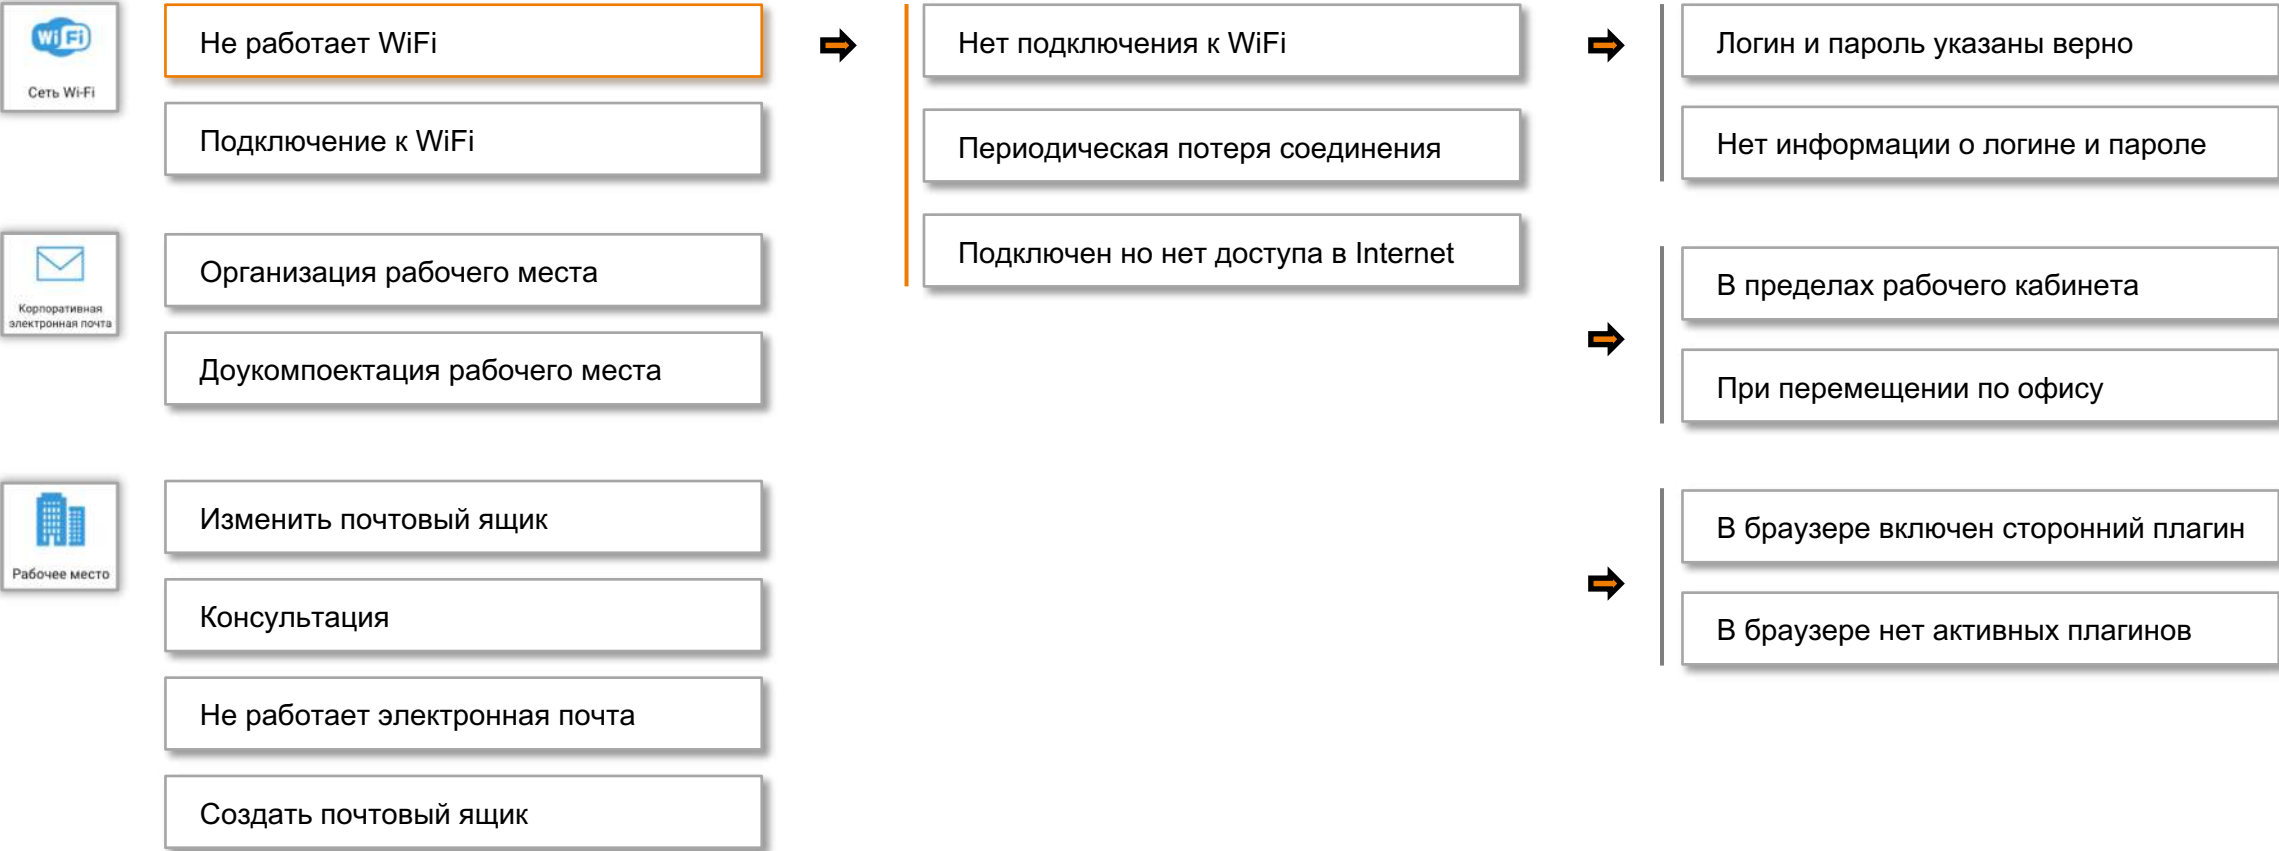 WiFi
Сеть Wi-Fi
Не работает WiFi
Подключение к WiFi
Нет подключения к WiFi
Периодическая потеря соединения
Подключен но нет доступа в Internet
Логин и пароль указаны верно
Нет информации о логине и пароле
Корпоративная
электронная почта
Организация рабочего места
Доукомпоектация рабочего места
В пределах рабочего кабинета
При перемещении по офису
Рабочее место
Изменить почтовый ящик
Консультация
Не работает электронная почта
Создать почтовый ящик
В браузере включен сторонний плагин
В браузере нет активных плагинов